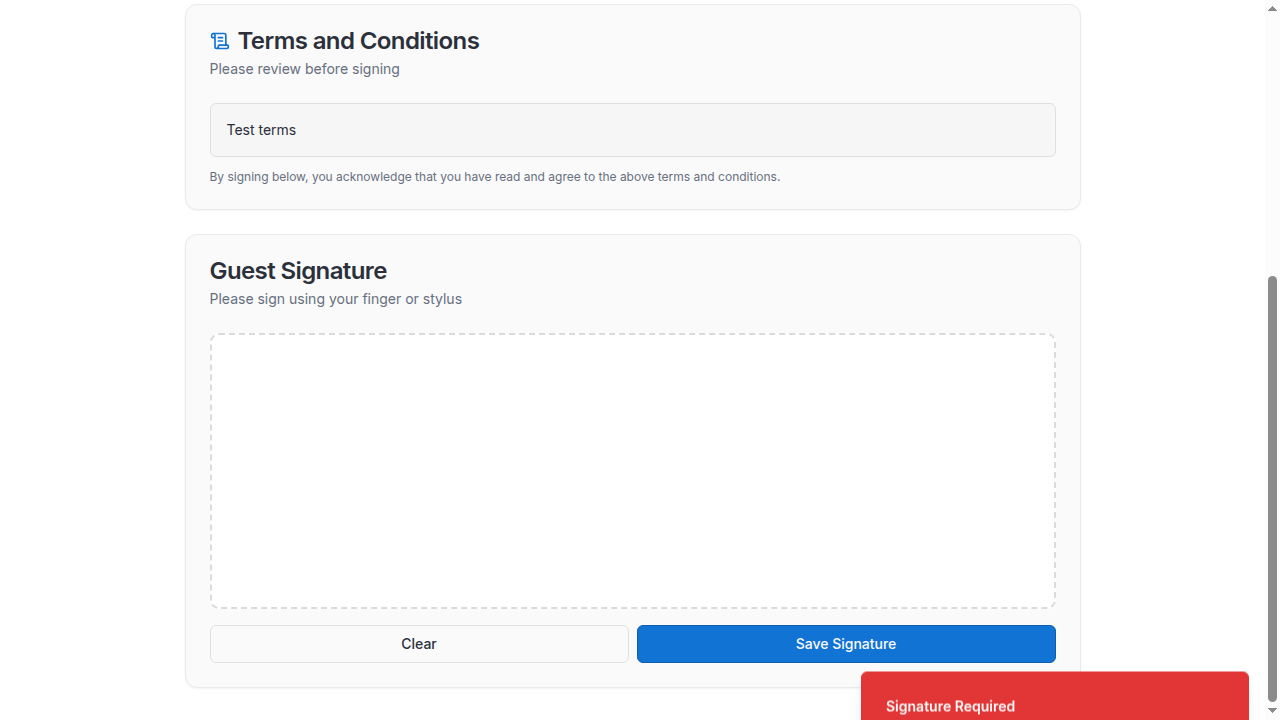 Terms and Conditions
Please review before signing
Test terms
By signing below, you acknowledge that you have read and agree to the above terms and conditions.
Guest Signature
Please sign using your finger or stylus
Clear
Save Signature
Signature Required